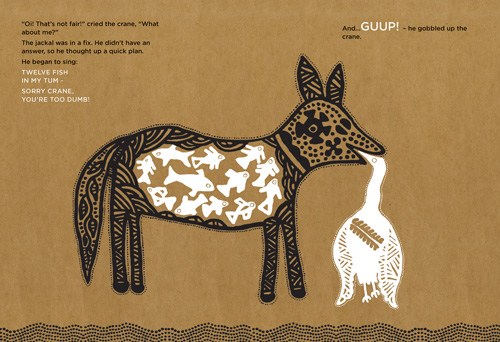 "Oi! That's not fair!" cried the crane, "What
about me?"
The jackal was in a fix. He didn't have an
answer, so he thought up a quick plan.
He began to sing:
TWELVE FISH
IN MY TUM -
SORRY CRANE,
YOU'RE TOO DUMB!
And...GUUP! – he gobbled up the
crane.